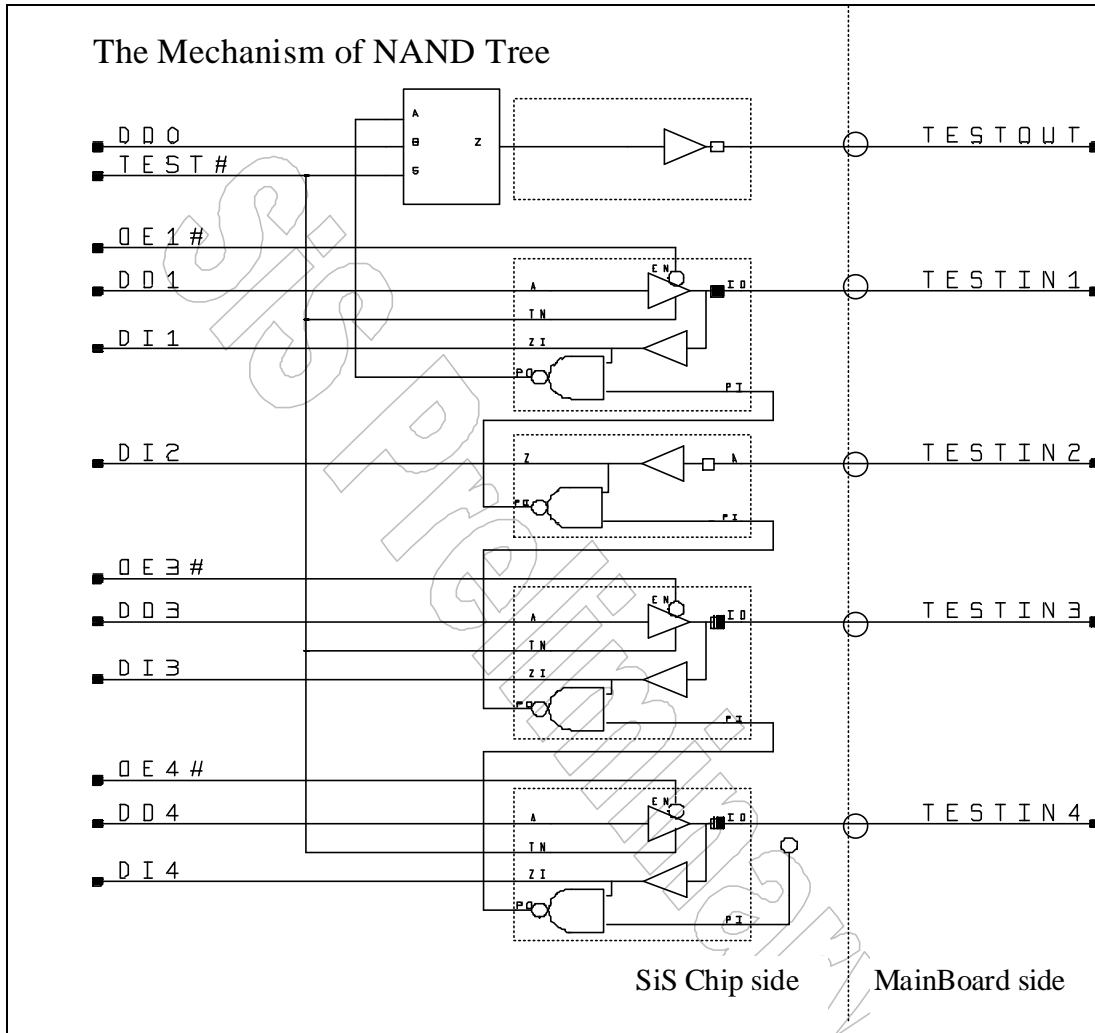 The Mechanism of NAND Tree
A
DO0
B
Z
TESTOUT
TEST#
S
OE1#
EN
DO1
A
IO
TESTIN1
TN
DI1
ZI
PO
PI
DI2
Z
A
TESTIN2
PO
PI
OE3#
EN
DO3
A
IO
TESTIN3
TN
DI3
ZI
PO
PI
OE4#
EN
DO4
A
IO
TESTIN4
TN
DI4
ZI
PO
PI
SiS Chip side
MainBoard side
SiS Preliminary